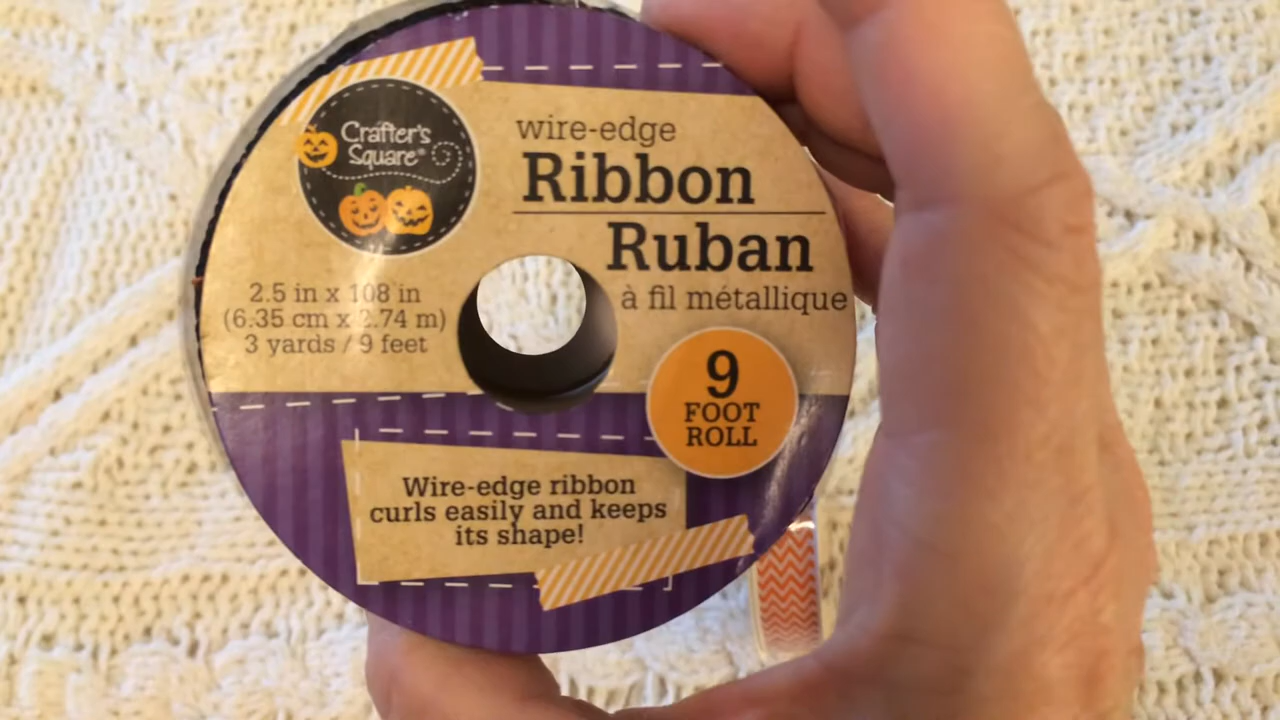 Crafter's
Square®
wire-edge
Ribbon
Ruban
à fil métallique
2.5 in x 108 in
(6.35 cm x 2.74 m)
3 yards / 9 feet
9
FOOT
ROLL
Wire-edge ribbon
curls easily and keeps
its shape!